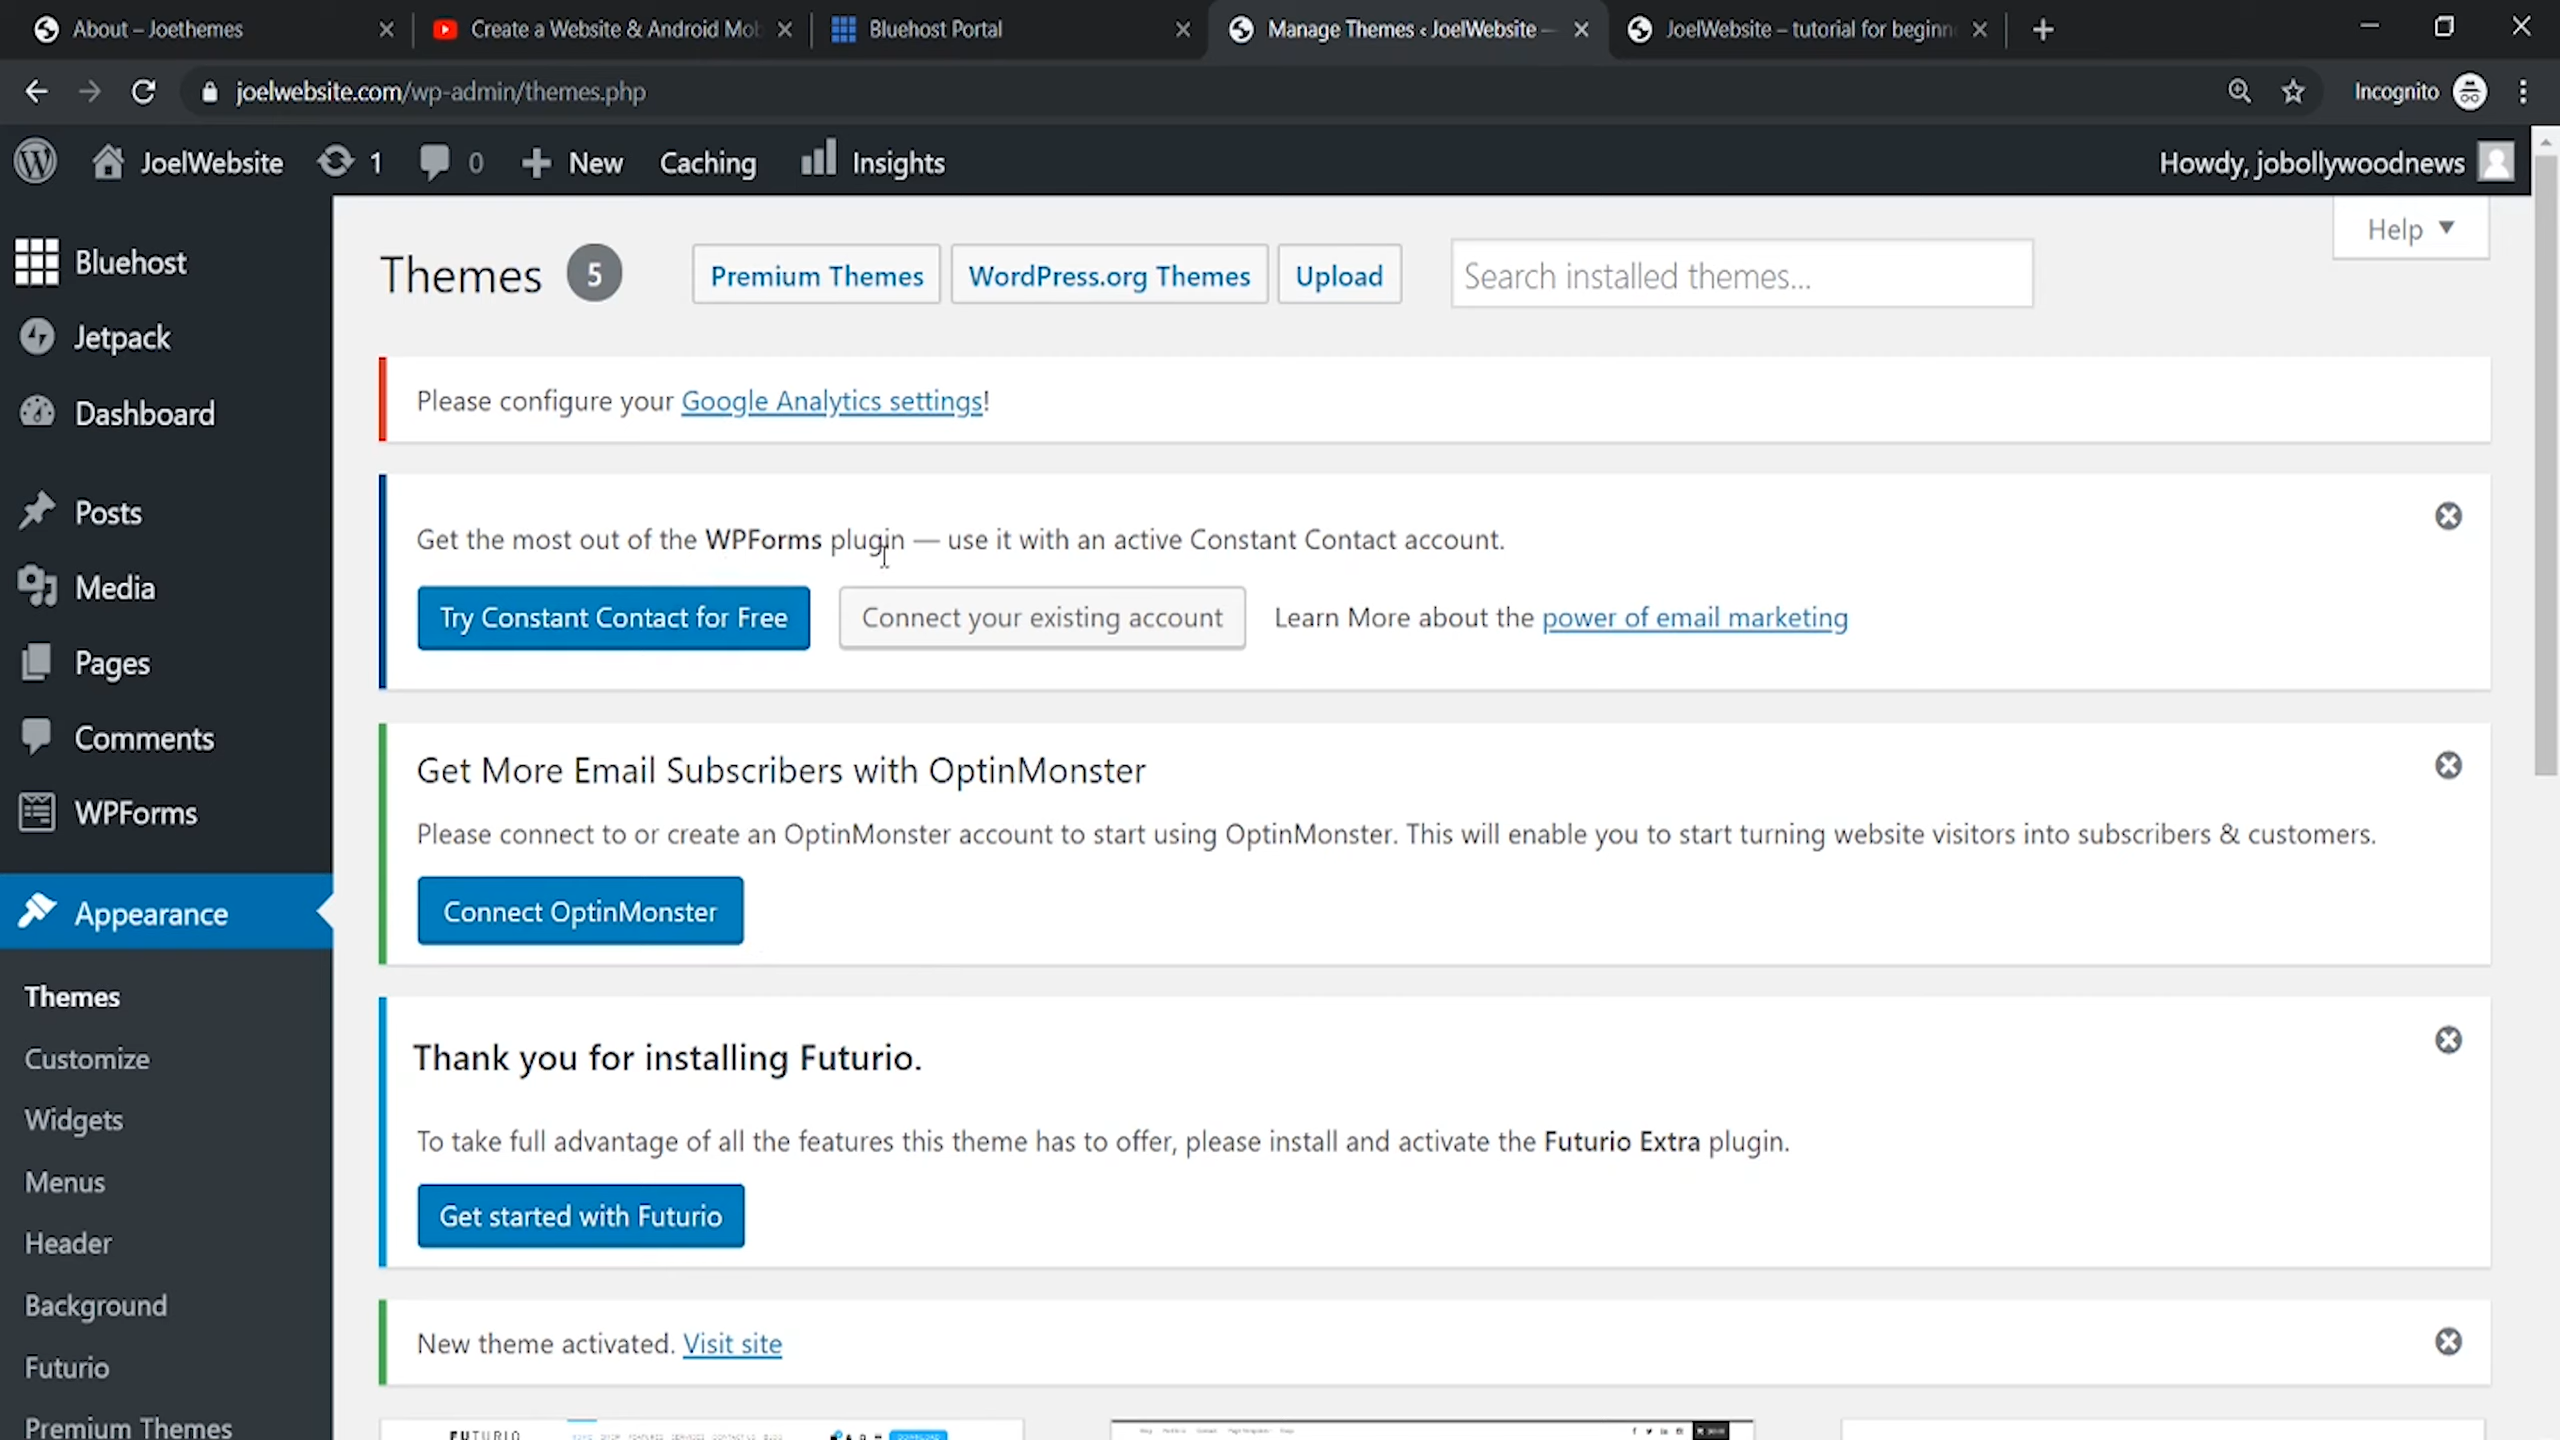 About – Joethemes
Create a Website & Android Mob
Bluehost Portal
Manage Themes ‹ JoelWebsite —
JoelWebsite – tutorial for beginn
joelwebsite.com/wp-admin/themes.php
Incognito
JoelWebsite
1
0
New
Caching
Insights
Howdy, jobollywoodnews
Bluehost
Jetpack
Dashboard
Posts
Media
Pages
Comments
WPForms
Appearance
Themes
Customize
Widgets
Menus
Header
Background
Futurio
Premium Themes
Help
Themes 5
Premium Themes
WordPress.org Themes
Upload
Search installed themes...
Please configure your Google Analytics settings!
Get the most out of the WPForms plugin — use it with an active Constant Contact account.
Try Constant Contact for Free
Connect your existing account
Learn More about the power of email marketing
Get More Email Subscribers with OptinMonster
Please connect to or create an OptinMonster account to start using OptinMonster. This will enable you to start turning website visitors into subscribers & customers.
Connect OptinMonster
Thank you for installing Futurio.
To take full advantage of all the features this theme has to offer, please install and activate the Futurio Extra plugin.
Get started with Futurio
New theme activated. Visit site
FUTURIO